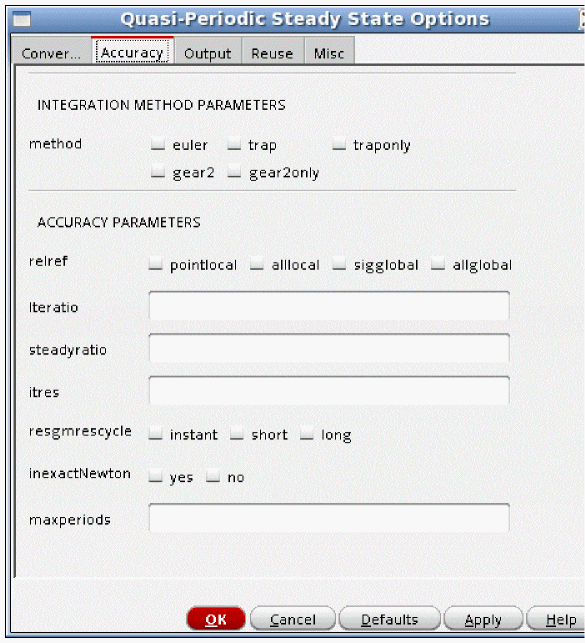 Quasi-Periodic Steady State Options
Conver... Accuracy Output Reuse Misc
INTEGRATION METHOD PARAMETERS
method euler trap traponly
gear2 gear2only
ACCURACY PARAMETERS
relref pointlocal alllocal sigglobal allglobal
lteratio
steadyratio
itres
resgmrescycle instant short long
inexactNewton yes no
maxperiods
OK Cancel Defaults Apply Help